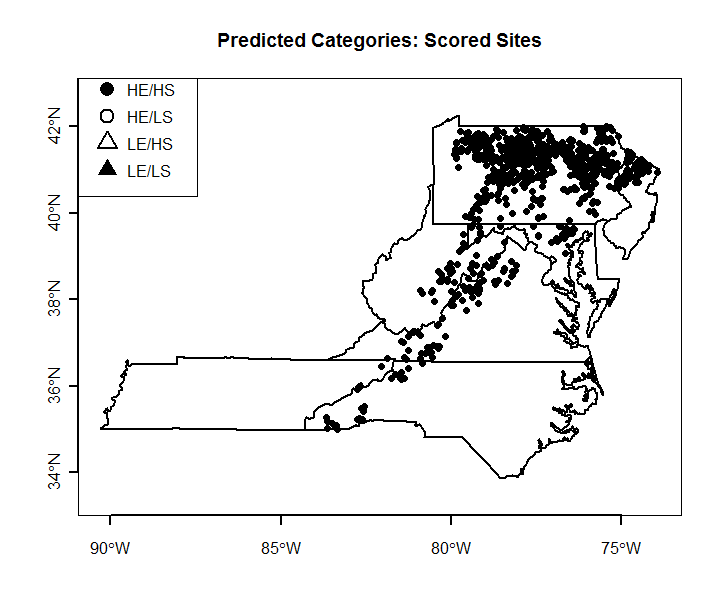 Predicted Categories: Scored Sites
HE/HS
HE/LS
LE/HS
LE/LS
42°N
40°N
38°N
36°N
34°N
90°W
85°W
80°W
75°W